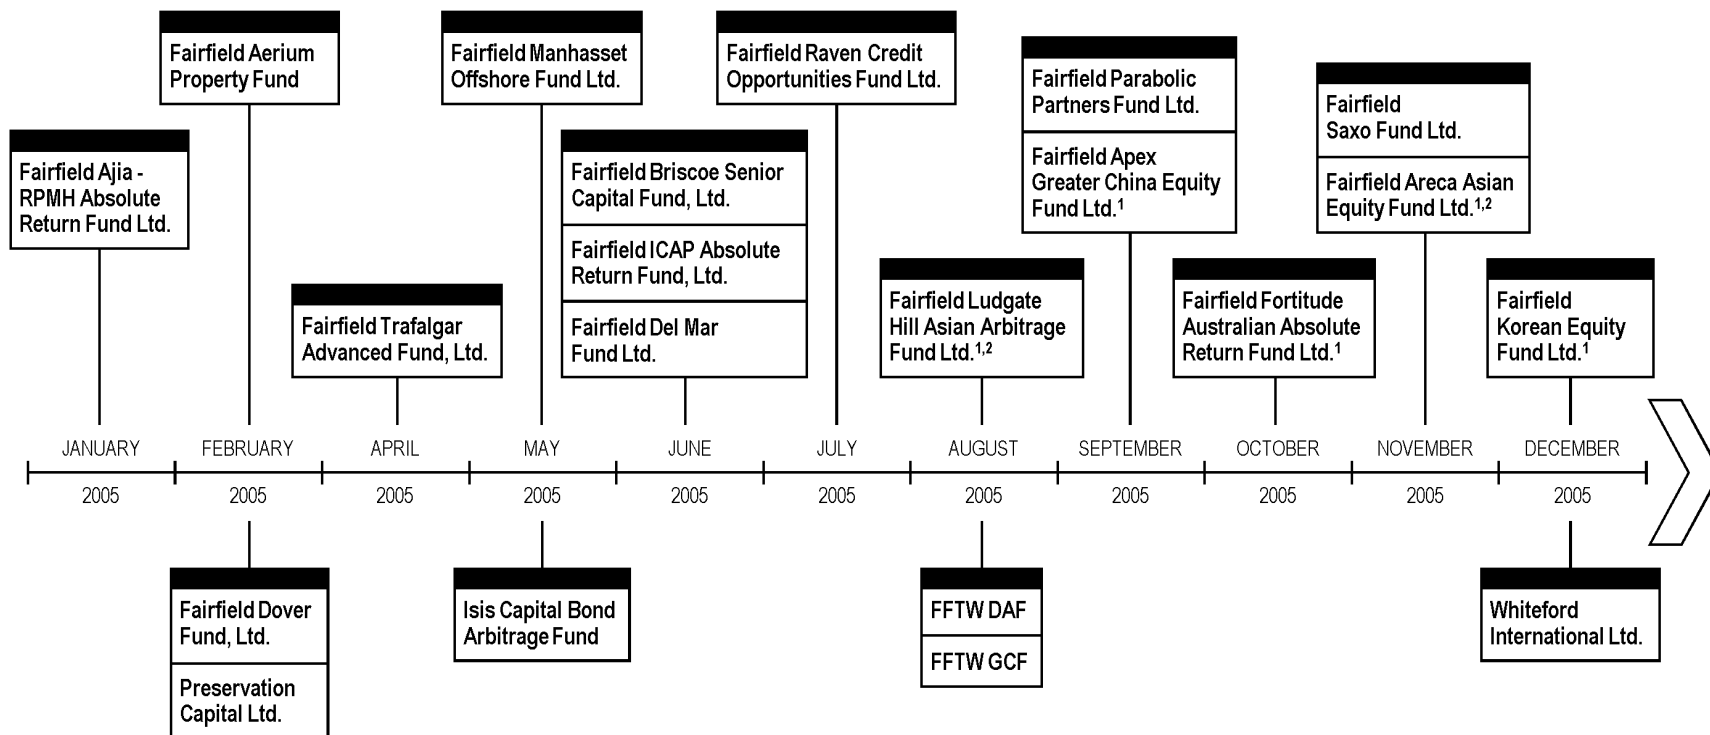 Fairfield Aerium
Property Fund
Fairfield Manhasset
Offshore Fund Ltd.
Fairfield Raven Credit
Opportunities Fund Ltd.
Fairfield Parabolic
Partners Fund Ltd.
Fairfield Apex
Greater China Equity
Fund Ltd.¹
Fairfield
Saxo Fund Ltd.
Fairfield Areca Asian
Equity Fund Ltd.¹,²
Fairfield Ajia -
RPMH Absolute
Return Fund Ltd.
Fairfield Briscoe Senior
Capital Fund, Ltd.
Fairfield ICAP Absolute
Return Fund, Ltd.
Fairfield Del Mar
Fund Ltd.
Fairfield Trafalgar
Advanced Fund, Ltd.
Fairfield Ludgate
Hill Asian Arbitrage
Fund Ltd.¹,²
Fairfield Fortitude
Australian Absolute
Return Fund Ltd.¹
Fairfield
Korean Equity
Fund Ltd.¹
JANUARY
FEBRUARY
APRIL
MAY
JUNE
JULY
AUGUST
SEPTEMBER
OCTOBER
NOVEMBER
DECEMBER
2005
2005
2005
2005
2005
2005
2005
2005
2005
2005
2005
Fairfield Dover
Fund, Ltd.
Preservation
Capital Ltd.
Isis Capital Bond
Arbitrage Fund
FFTW DAF
FFTW GCF
Whiteford
International Ltd.